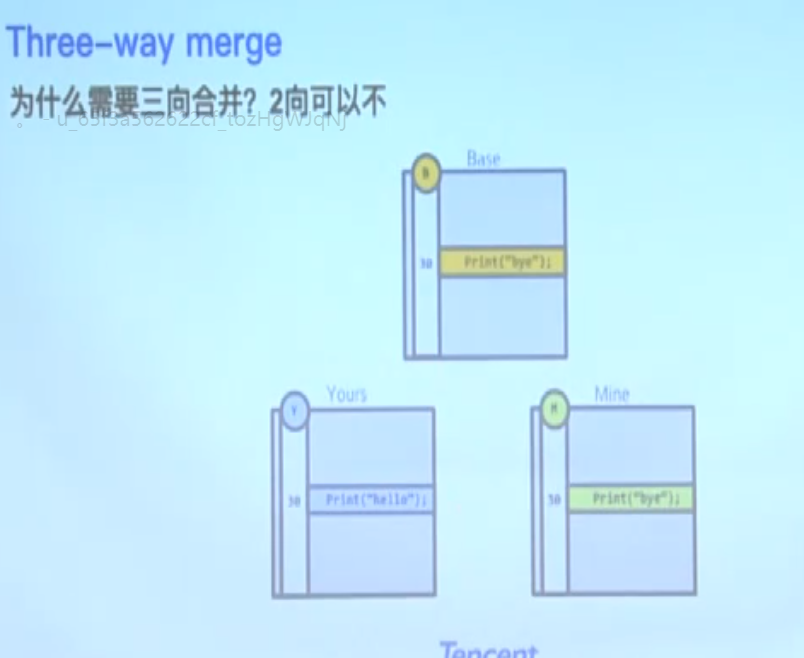 Three-way merge
为什么需要三向合并？2向可以不
Base
B
30 Print("bye");
Yours
Y
30 Print("hello");
Mine
M
30 Print("bye");
Tencent